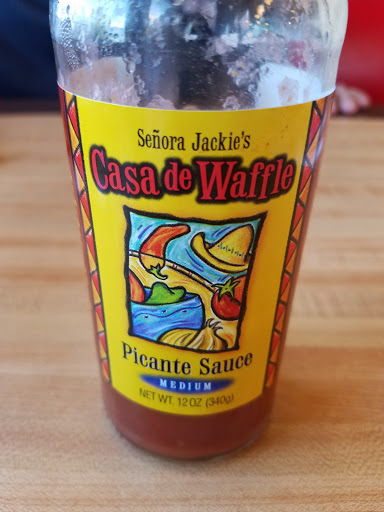 Señora Jackie's
Casa de Waffle
Picante Sauce
MEDIUM
NET WT. 12 OZ (340g)